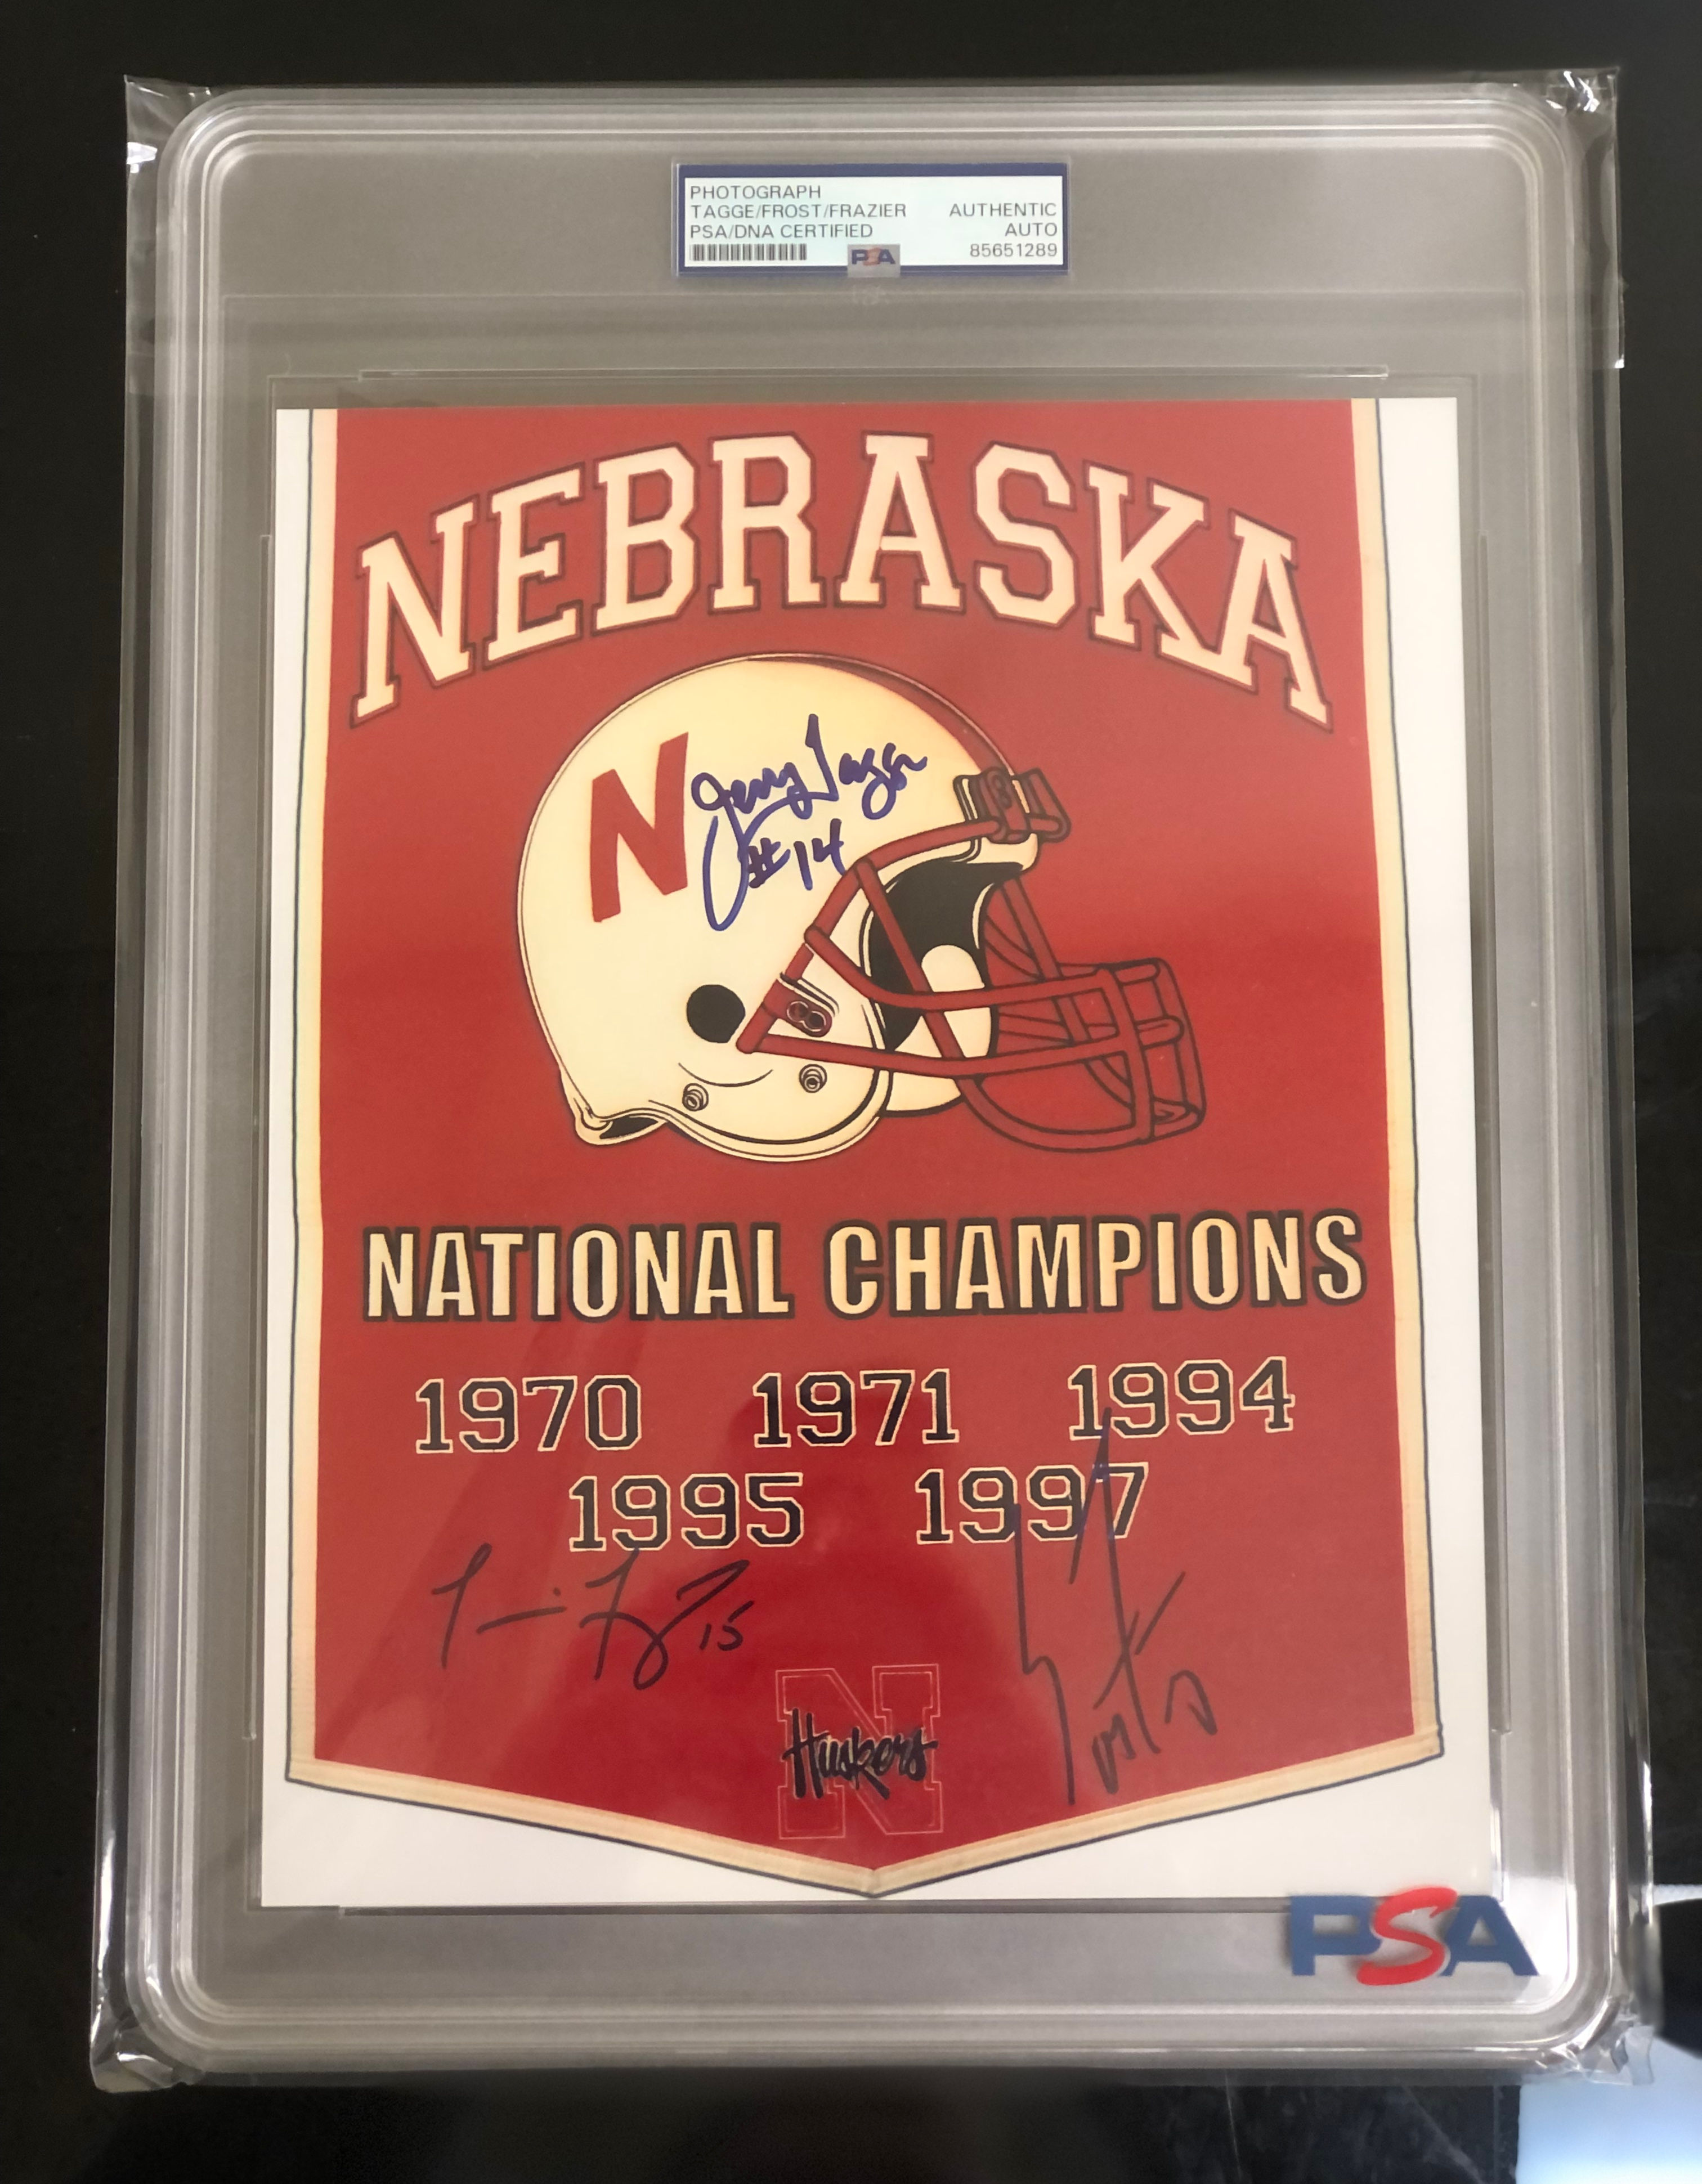 PHOTOGRAPH
TAGGE/FROST/FRAZIER AUTHENTIC
PSA/DNA CERTIFIED AUTO
PSA 85651289
NEBRASKA
N Jerry Tagge
#14
NATIONAL CHAMPIONS
1970 1971 1994
1995 1997
15
N
Huskers
PSA